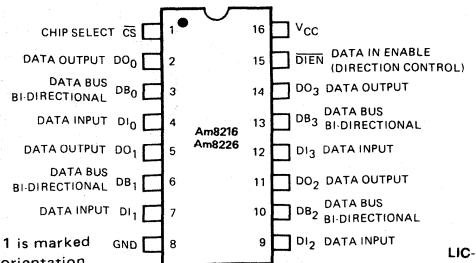 CHIP SELECT CS 1
DATA OUTPUT DO0 2
DATA BUS
BI-DIRECTIONAL DB0 3
DATA INPUT DI0 4
DATA OUTPUT DO1 5
DATA BUS
BI-DIRECTIONAL DB1 6
DATA INPUT DI1 7
GND 8
Am8216
Am8226
16 VCC
15 DIEN DATA IN ENABLE
(DIRECTION CONTROL)
14 DO3 DATA OUTPUT
13 DB3 DATA BUS
BI-DIRECTIONAL
12 DI3 DATA INPUT
11 DO2 DATA OUTPUT
10 DB2 DATA BUS
BI-DIRECTIONAL
9 DI2 DATA INPUT
1 is marked
orientation
LIC-